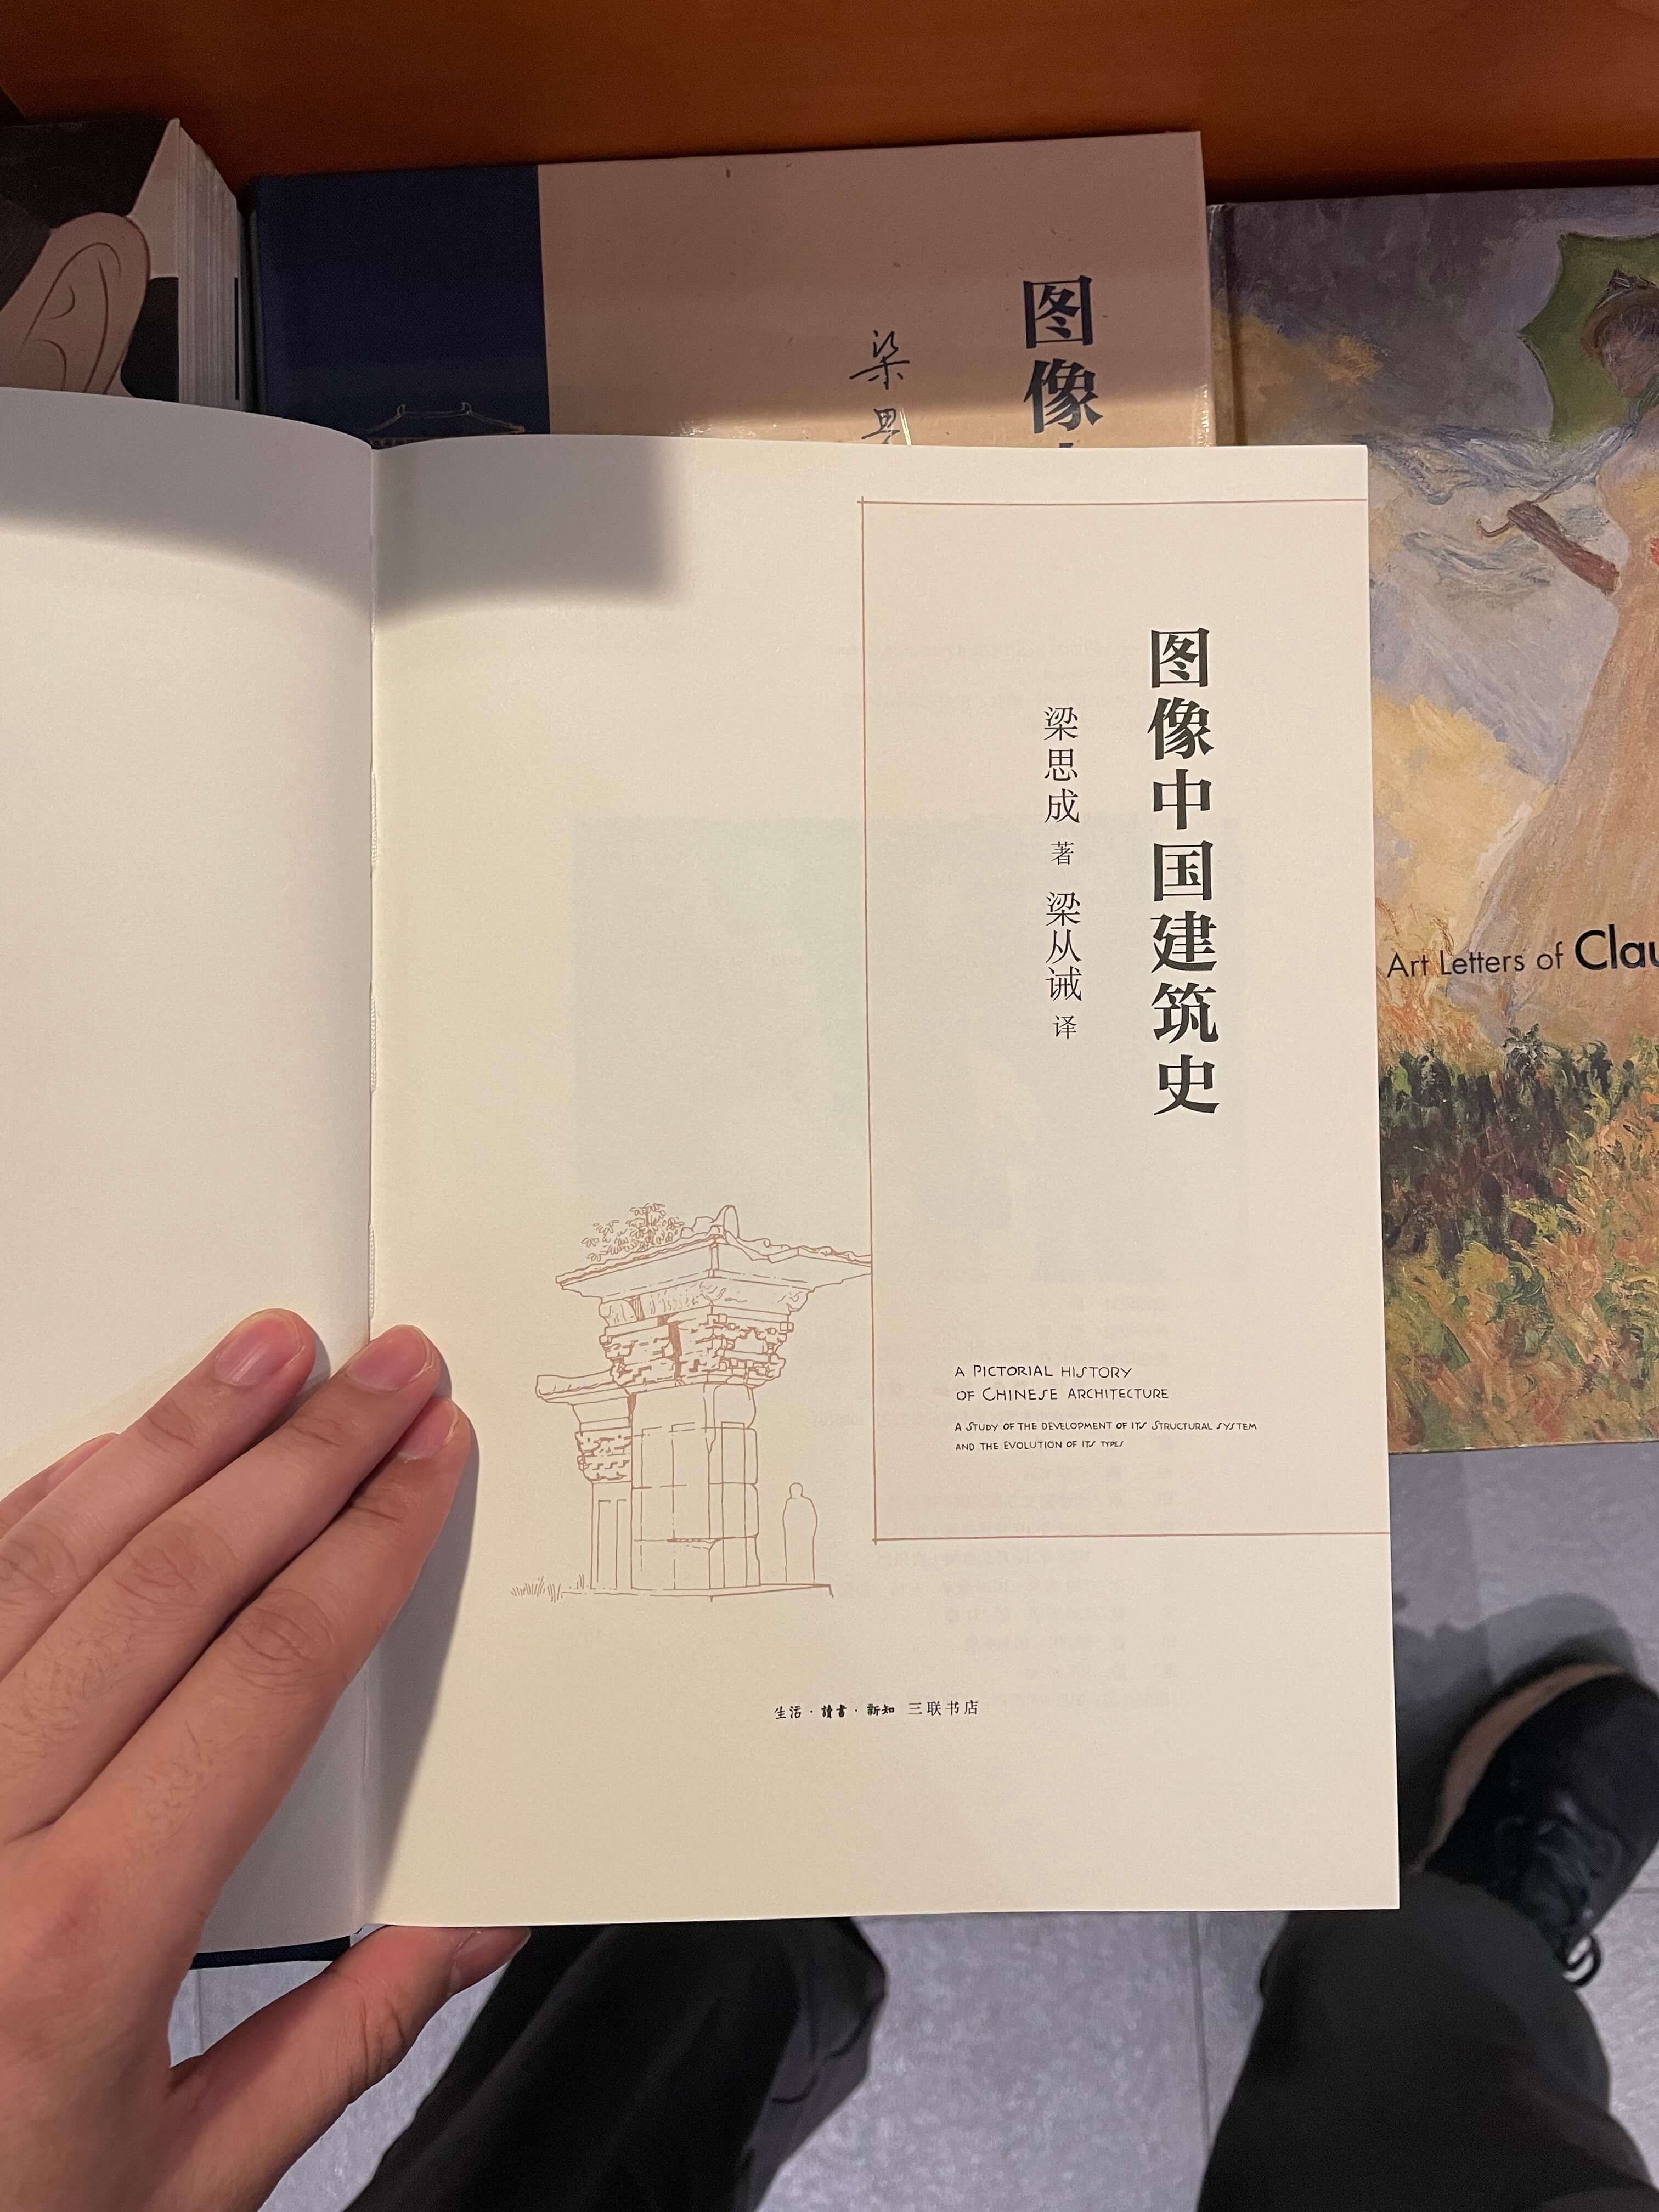 图像
梁思
图像中国建筑史
梁思成 著 梁从诫 译
A PICTORIAL HISTORY
OF CHINESE ARCHITECTURE
A STUDY OF THE DEVELOPMENT OF ITS STRUCTURAL SYSTEM
AND THE EVOLUTION OF ITS TYPES
生活·讀書·新知 三联书店
Art Letters of Clau